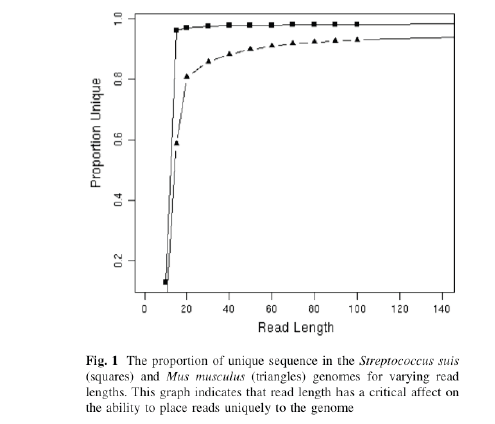 1.0
0.8
0.6
0.4
0.2
Proportion Unique
0 20 40 60 80 100 120 140
Read Length
Fig. 1 The proportion of unique sequence in the Streptococcus suis
(squares) and Mus musculus (triangles) genomes for varying read
lengths. This graph indicates that read length has a critical affect on
the ability to place reads uniquely to the genome